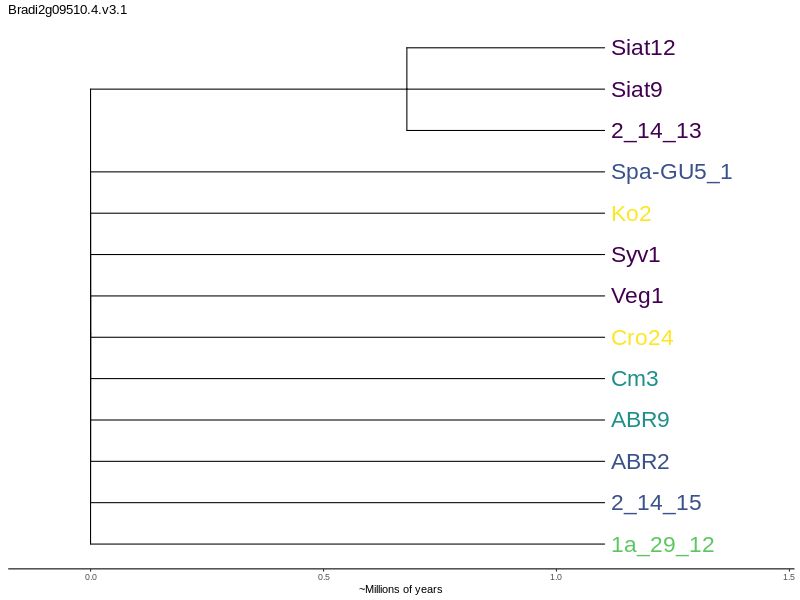 Bradi2g09510.4.v3.1
Siat12
Siat9
2_14_13
Spa-GU5_1
Ko2
Syv1
Veg1
Cro24
Cm3
ABR9
ABR2
2_14_15
1a_29_12
0.0 0.5 1.0 1.5
~Millions of years